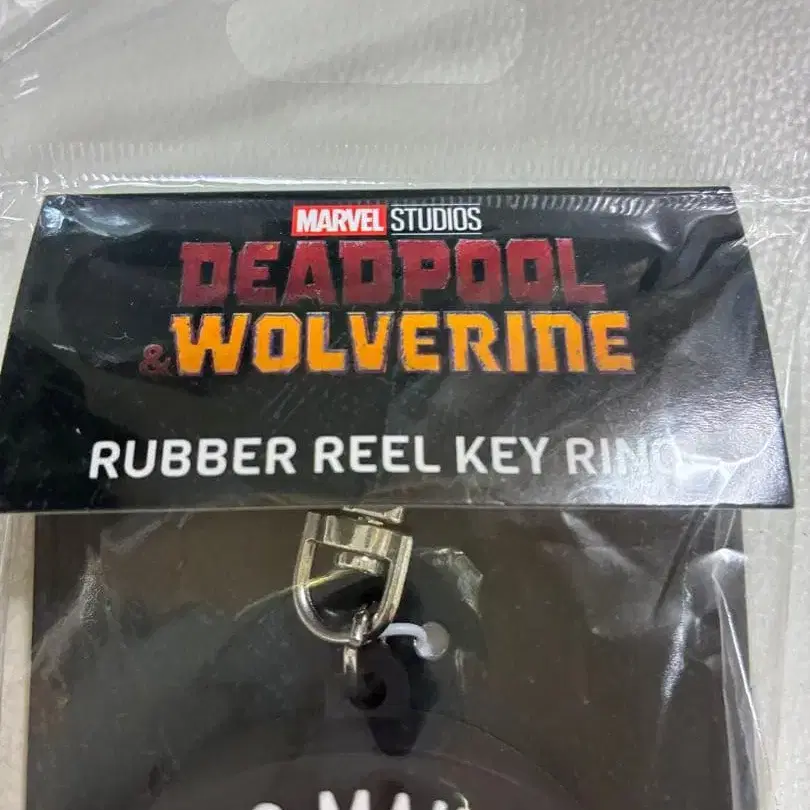 MARVEL STUDIOS
DEADPOOL
& WOLVERINE
RUBBER REEL KEY RING